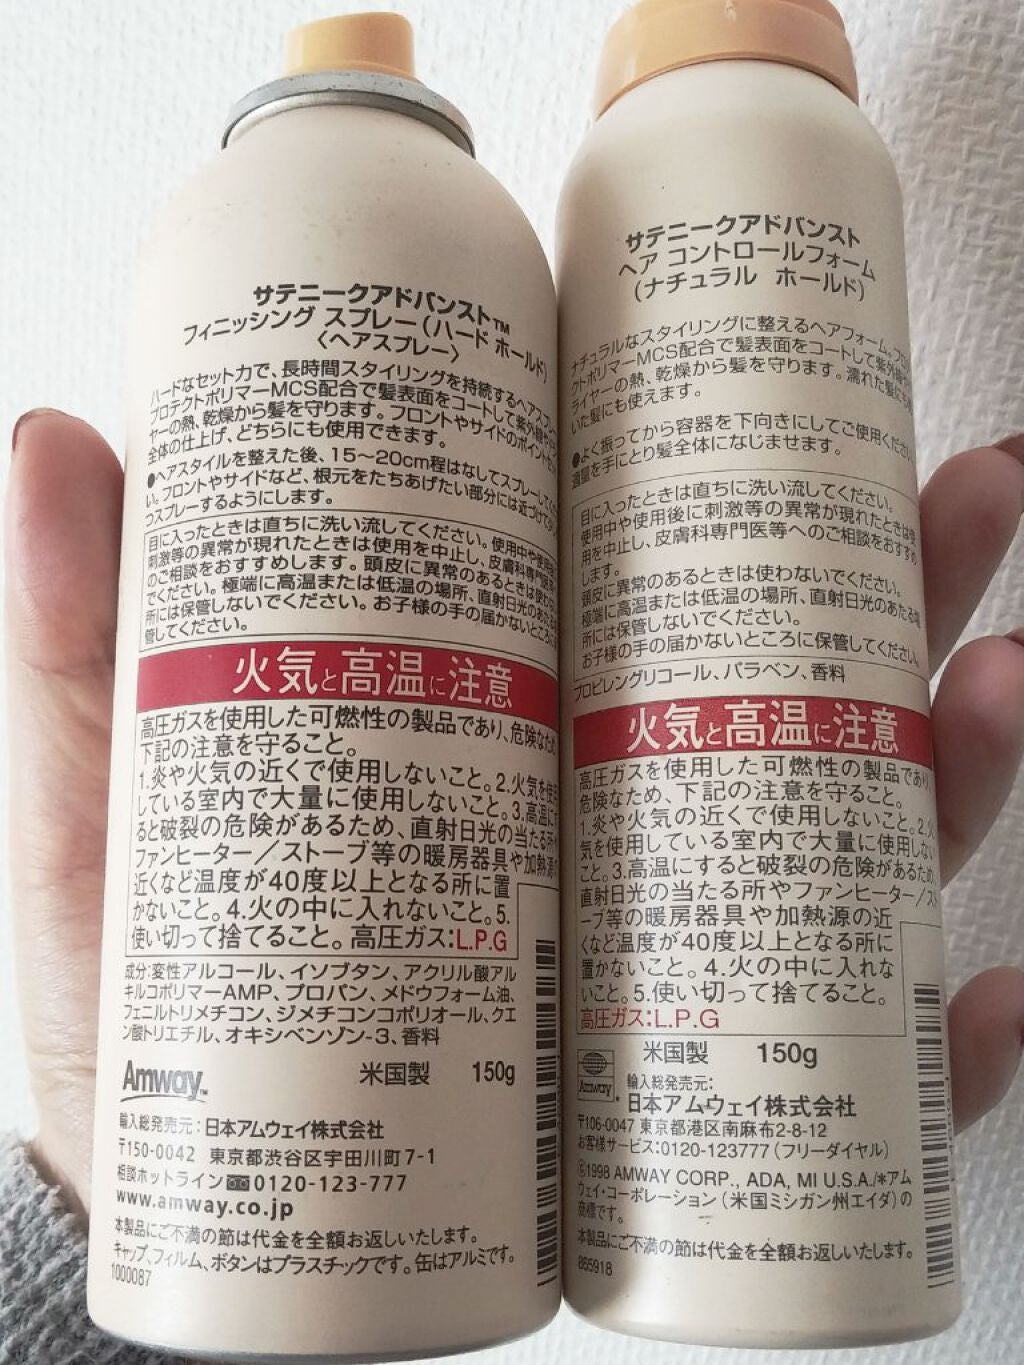 サテニークアドバンスト™
フィニッシング スプレー(ハード ホールド)
〈ヘアスプレー〉
ハードなセット力で、長時間スタイリングを持続するヘアスプレー
プロテクトポリマーMCS配合で髪表面をコートして紫外線や
ヤーの熱、乾燥から髪を守ります。フロントやサイドのポイント
全体の仕上げ、どちらにも使用できます。
●ヘアスタイルを整えた後、15〜20cm程はなしてスプレーして
い。フロントやサイドなど、根元をたちあげたい部分には近づけて
つスプレーするようにします。
目に入ったときは直ちに洗い流してください。使用中や使用後
刺激等の異常が現れたときは使用を中止し、皮膚科専門医
のご相談をおすすめします。頭皮に異常のあるときは使わ
でください。極端に高温または低温の場所、直射日光のあたる
所には保管しないでください。お子様の手の届かないところに
管してください。
火気と高温に注意
高圧ガスを使用した可燃性の製品であり、危険なため
下記の注意を守ること。
1.炎や火気の近くで使用しないこと。2.火気を使用
している室内で大量に使用しないこと。3.高温にす
ると破裂の危険があるため、直射日光の当たる所や
ファンヒーター／ストーブ等の暖房器具や加熱源の
近くなど温度が40度以上となる所に置
かないこと。4.火の中に入れないこと。5.
使い切って捨てること。高圧ガス:L.P.G
成分:変性アルコール、イソブタン、アクリル酸アル
キルコポリマーAMP、プロパン、メドウフォーム油、
フェニルトリメチコン、ジメチコンコポリオール、クエ
ン酸トリエチル、オキシベンゾン-3、香料
Amway™
米国製 150g
輸入総発売元:日本アムウェイ株式会社
〒150-0042 東京都渋谷区宇田川町7-1
相談ホットライン 0120-123-777
www.amway.co.jp
本製品にご不満の節は代金を全額お返しいたします。
キャップ、フィルム、ボタンはプラスチックです。缶はアルミです。
1000087
サテニークアドバンスト
ヘア コントロールフォーム
(ナチュラル ホールド)
ナチュラルなスタイリングに整えるヘアフォーム。プロテ
クトポリマーMCS配合で髪表面をコートして紫外線や
ライヤーの熱、乾燥から髪を守ります。濡れた髪にも
いた髪にも使えます。
●よく振ってから容器を下向きにしてご使用ください。
適量を手にとり髪全体になじませます。
目に入ったときは直ちに洗い流してください。
使用中や使用後に刺激等の異常が現れたときは使
用を中止し、皮膚科専門医等へのご相談をおすすめ
します。
頭皮に異常のあるときは使わないでください。
極端に高温または低温の場所、直射日光のあたる場
所には保管しないでください。
お子様の手の届かないところに保管してください。
プロピレングリコール、パラベン、香料
火気と高温に注意
高圧ガスを使用した可燃性の製品であり
危険なため、下記の注意を守ること。
1.炎や火気の近くで使用しないこと。2.火
気を使用している室内で大量に使用しない
こと。3.高温にすると破裂の危険があるため、
直射日光の当たる所やファンヒーター／スト
ーブ等の暖房器具や加熱源の近
くなど温度が40度以上となる所に
置かないこと。4.火の中に入れな
いこと。5.使い切って捨てること。
高圧ガス:L.P.G
米国製 150g
Amway
輸入総発売元:
日本アムウェイ株式会社
〒106-0047 東京都港区南麻布2-8-12
お客様サービス:0120-123777(フリーダイヤル)
©1998 AMWAY CORP., ADA, MI U.S.A./*アム
ウェイ・コーポレーション(米国ミシガン州エイダ)の
商標です。
本製品にご不満の節は代金を全額お返しいたします。
865918